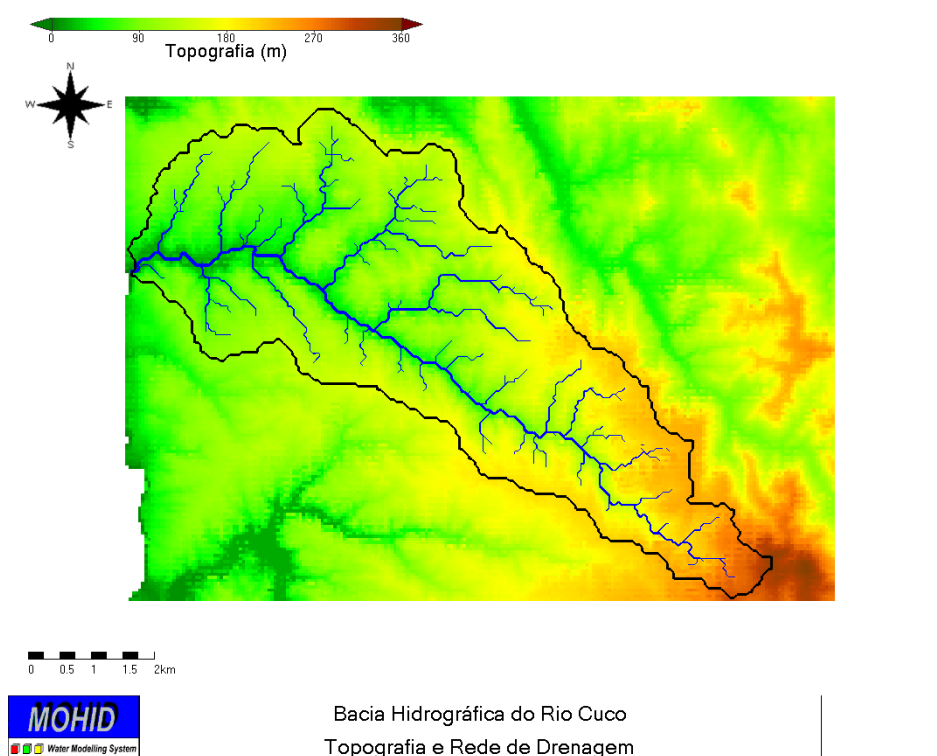 0 90 180 270 360
Topografia (m)
N
W E
S
0 0.5 1 1.5 2km
MOHID
Water Modelling System
Bacia Hidrográfica do Rio Cuco
Topografia e Rede de Drenagem